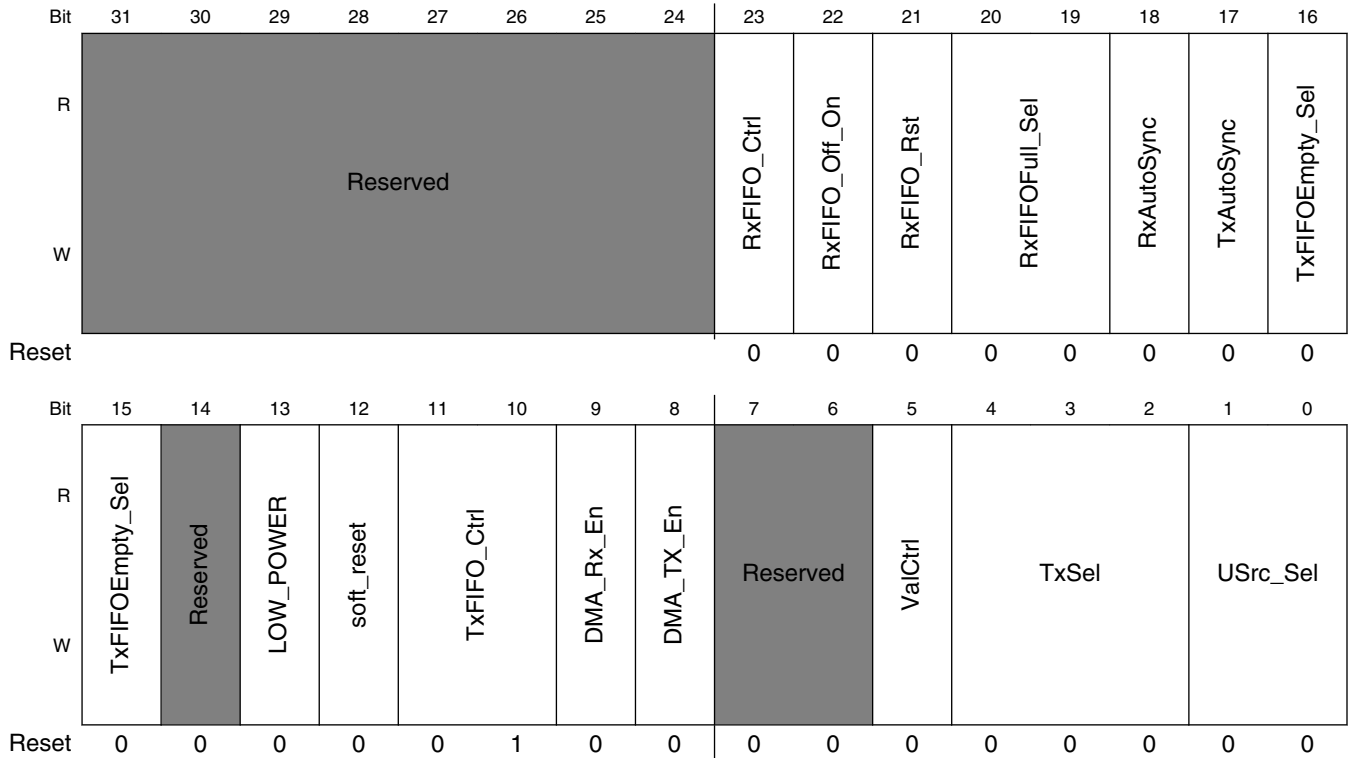 Bit 31 30 29 28 27 26 25 24 23 22 21 20 19 18 17 16
R
Reserved
RxFIFO_Ctrl
RxFIFO_Off_On
RxFIFO_Rst
RxFIFOFull_Sel
RxAutoSync
TxAutoSync
TxFIFOEmpty_Sel
W
Reset 0 0 0 0 0 0 0 0
Bit 15 14 13 12 11 10 9 8 7 6 5 4 3 2 1 0
R
TxFIFOEmpty_Sel
Reserved
LOW_POWER
soft_reset
TxFIFO_Ctrl
DMA_Rx_En
DMA_TX_En
Reserved
ValCtrl
TxSel
USrc_Sel
W
Reset 0 0 0 0 0 1 0 0 0 0 0 0 0 0 0 0